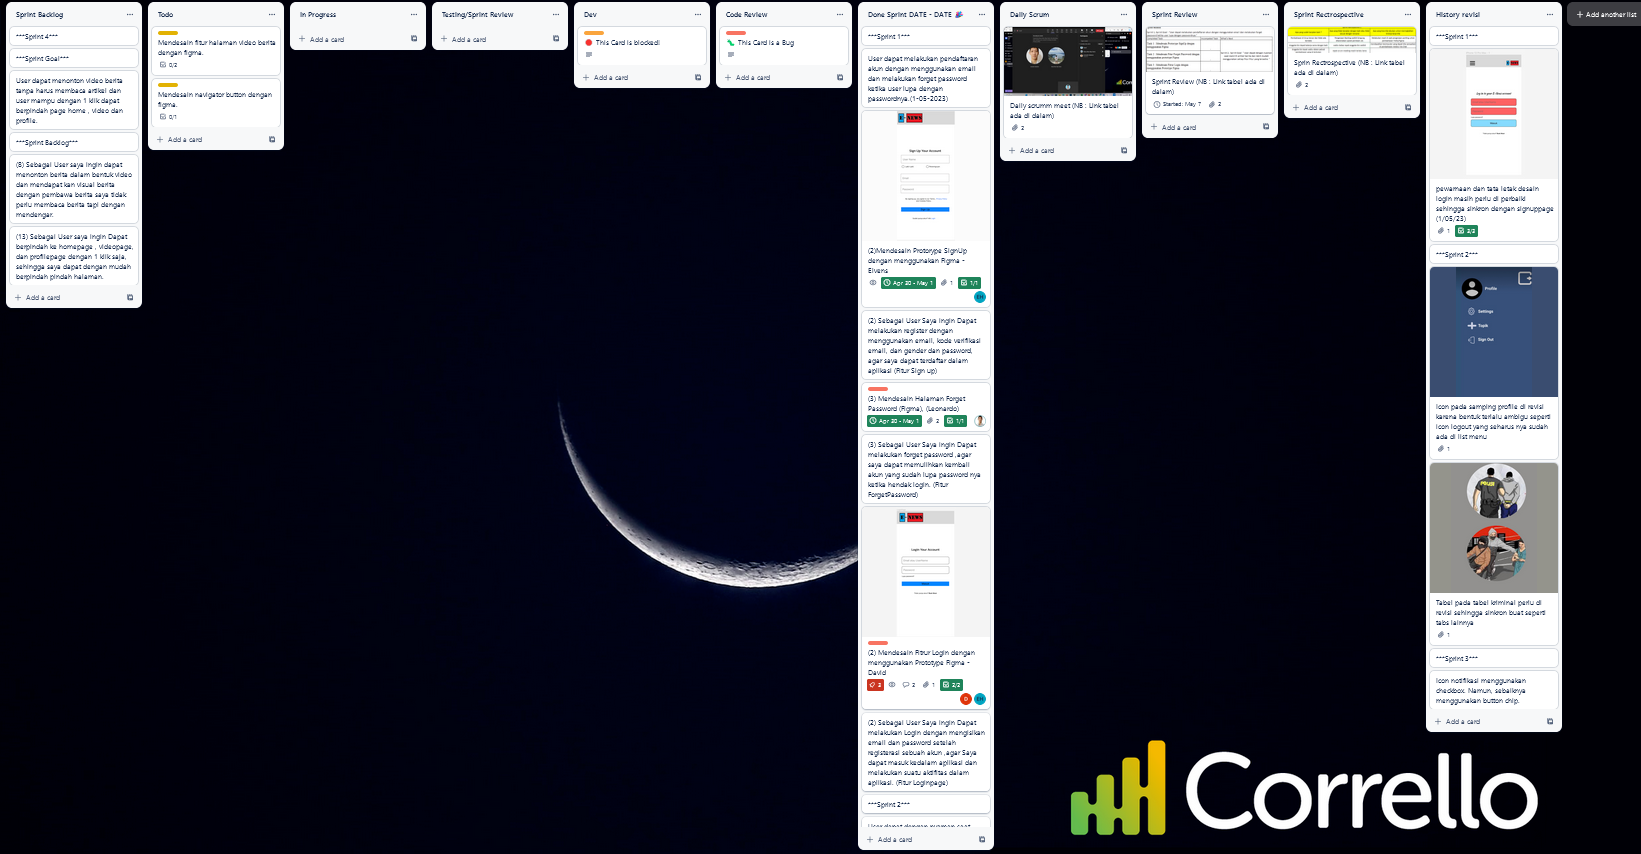 Sprint Backlog
***Sprint 4***
***Sprint Goal***
User dapat menonton video berita
tanpa harus membaca artikel dan
user mampu dengan 1 klik dapat
berpindah page home , video dan
profile.
***Sprint Backlog***
(8) Sebagai User saya ingin dapat
menonton berita dalam bentuk video
dan mendapat kan visual berita
dengan pembawa berita saya tidak
perlu membaca berita tapi dengan
mendengar.
(13) Sebagai User saya ingin Dapat
berpindah ke homepage , videopage,
dan profilepage dengan 1 klik saja,
sehingga saya dapat dengan mudah
berpindah pindah halaman.
Add a card
Todo
Mendesain fitur halaman video berita
dengan figma.
0/2
Mendesain navigator button dengan
figma.
0/1
Add a card
In Progress
Add a card
Testing/Sprint Review
Add a card
Dev
This Card is blocked!
Add a card
Code Review
This Card is a Bug
Add a card
Done Sprint DATE - DATE
***Sprint 1***
User dapat melakukan pendaftaran
akun dengan menggunakan email
dan melakukan forget password
ketika user lupa dengan
passwordnya.(1-05-2023)
E-NEWS
Sign Up Your Account
(2)Mendesain Prototype SignUp
dengan menggunakan Figma -
Elvens
Apr 30 - May 1
1
1/1
(2) Sebagai User Saya Ingin Dapat
melakukan register dengan
menggunakan email, kode verifikasi
email, dan gender dan password,
agar saya dapat terdaftar dalam
aplikasi (Fitur Sign up)
(3) Mendesain Halaman Forget
Password (Figma), (Leonardo)
Apr 30 - May 1
2
1/1
(3) Sebagai User Saya Ingin Dapat
melakukan forget password ,agar
saya dapat memulihkan kembali
akun yang sudah lupa password nya
ketika hendak login. (Fitur
ForgetPassword)
E-NEWS
Login Your Account
(2) Mendesain Fitrur Login dengan
menggunakan Prototype Figma -
David
2
1
2/2
(2) Sebagai User Saya Ingin Dapat
melakukan Login dengan mengisikan
email dan password setelah
registerasi sebuah akun ,agar Saya
dapat masuk kedalam aplikasi dan
melakukan suatu aktifitas dalam
aplikasi. (Fitur Loginpage)
***Sprint 2***
Add a card
Daily Scrum
Daily scrumm meet (NB : Link tabel
ada di dalam)
2
Add a card
Sprint Review
Sprint Review (NB : Link tabel ada di
dalam)
Started: May 7
2
Add a card
Sprint Rectrospective
Sprin Rectrospective (NB : Link tabel
ada di dalam)
2
Add a card
History revisi
***Sprint 1***
pewarnaan dan tata letak desain
login masih perlu di perbaiki
sehingga sinkron dengan signuppage
(1/05/23)
1
3/3
***Sprint 2***
Profile
Settings
Topik
Sign Out
Icon pada samping profile di revisi
karena bentuk terlalu ambigu seperti
icon logout yang seharus nya sudah
ada di list menu
1
POLISI
Tabel pada tabel kriminal perlu di
revisi sehingga sinkron buat seperti
tabs lainnya
1
***Sprint 3***
Icon notifikasi menggunakan
checkbox. Namun, sebaiknya
menggunakan button chip.
Add a card
Add another list
Corrello